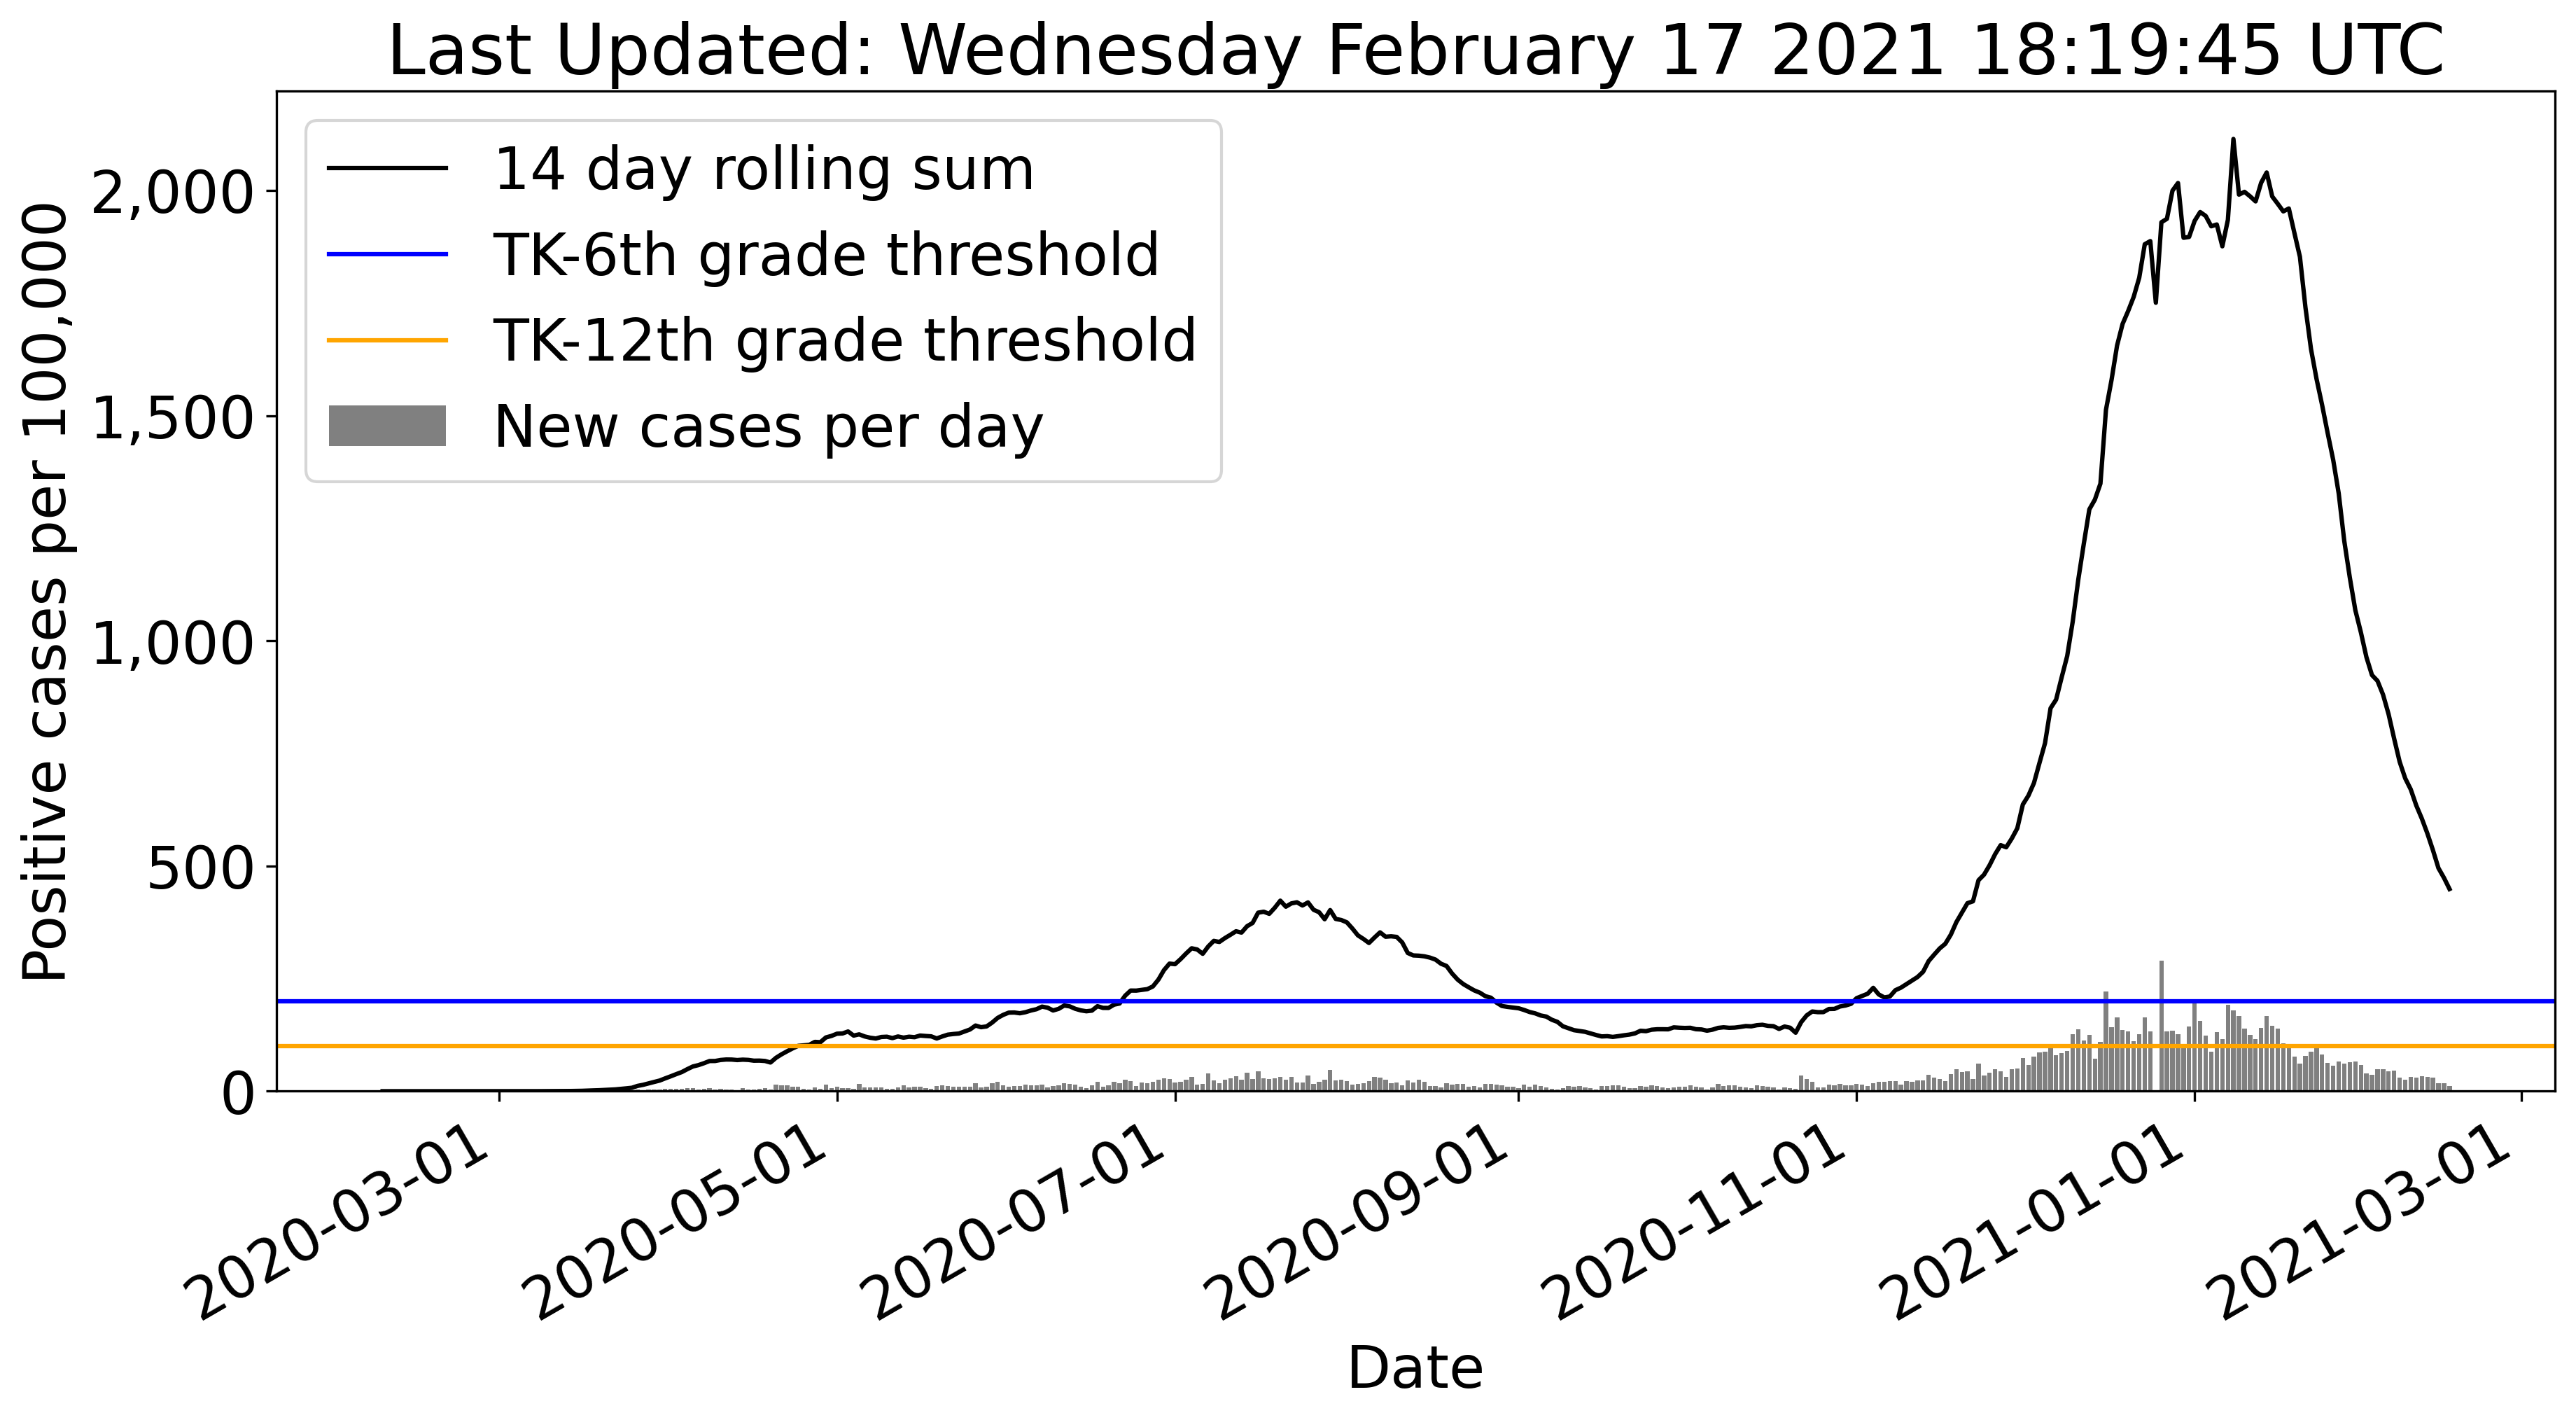 Last Updated: Wednesday February 17 2021 18:19:45 UTC
14 day rolling sum
TK-6th grade threshold
TK-12th grade threshold
New cases per day
Positive cases per 100,000
2,000
1,500
1,000
500
0
2020-03-01
2020-05-01
2020-07-01
2020-09-01
2020-11-01
2021-01-01
2021-03-01
Date